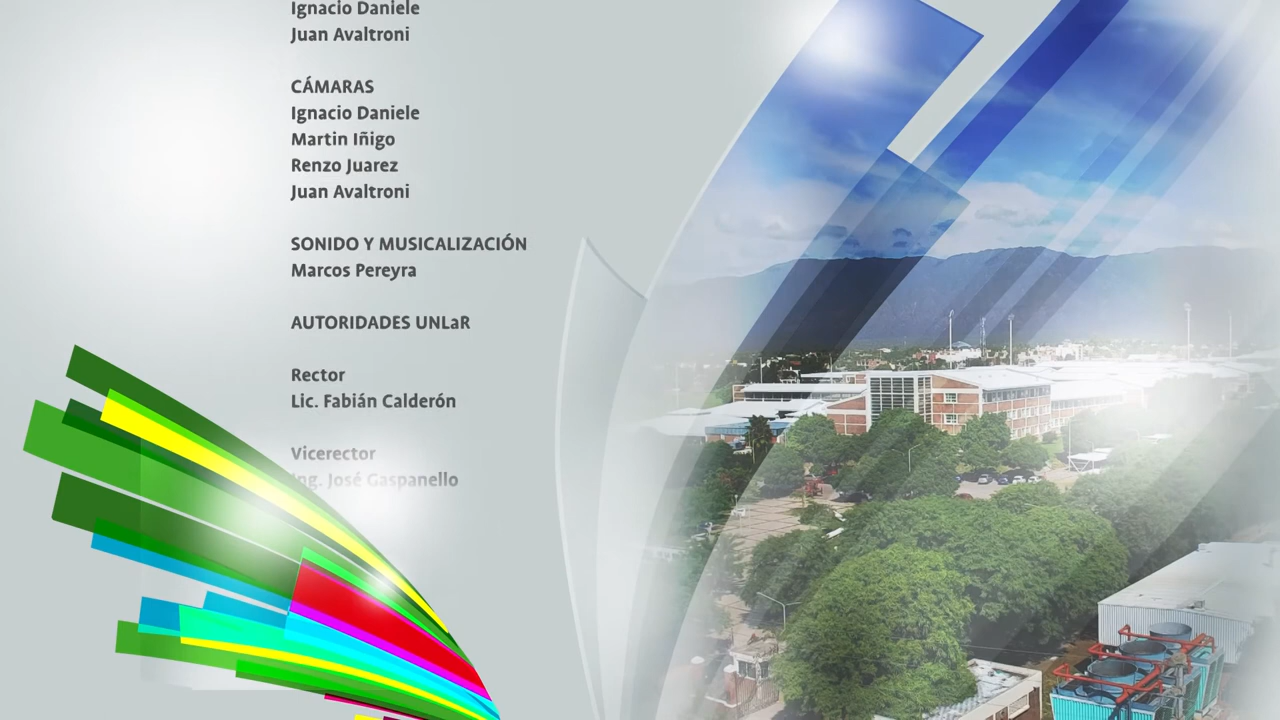 Ignacio Daniele
Juan Avaltroni
CÁMARAS
Ignacio Daniele
Martin Iñigo
Renzo Juarez
Juan Avaltroni
SONIDO Y MUSICALIZACIÓN
Marcos Pereyra
AUTORIDADES UNLaR
Rector
Lic. Fabián Calderón
Vicerector
Ing. José Gaspanello